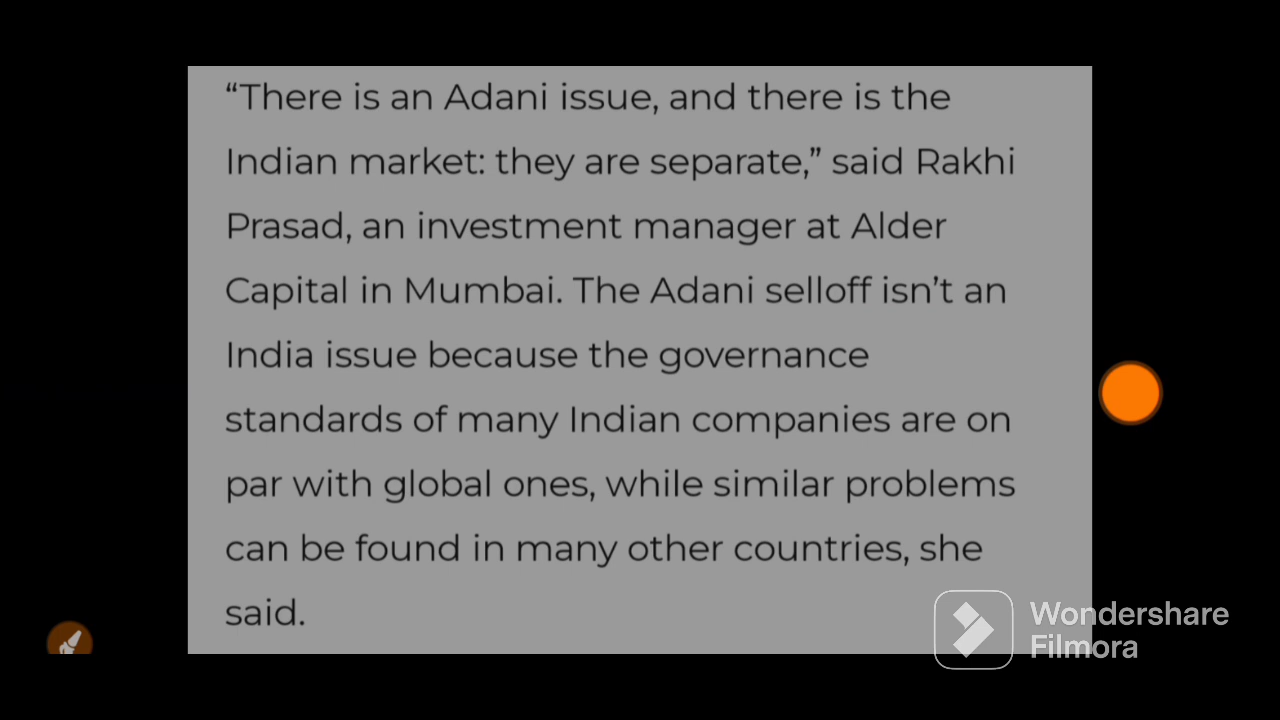 “There is an Adani issue, and there is the
Indian market: they are separate,” said Rakhi
Prasad, an investment manager at Alder
Capital in Mumbai. The Adani selloff isn’t an
India issue because the governance
standards of many Indian companies are on
par with global ones, while similar problems
can be found in many other countries, she
said.
Wondershare
Filmora